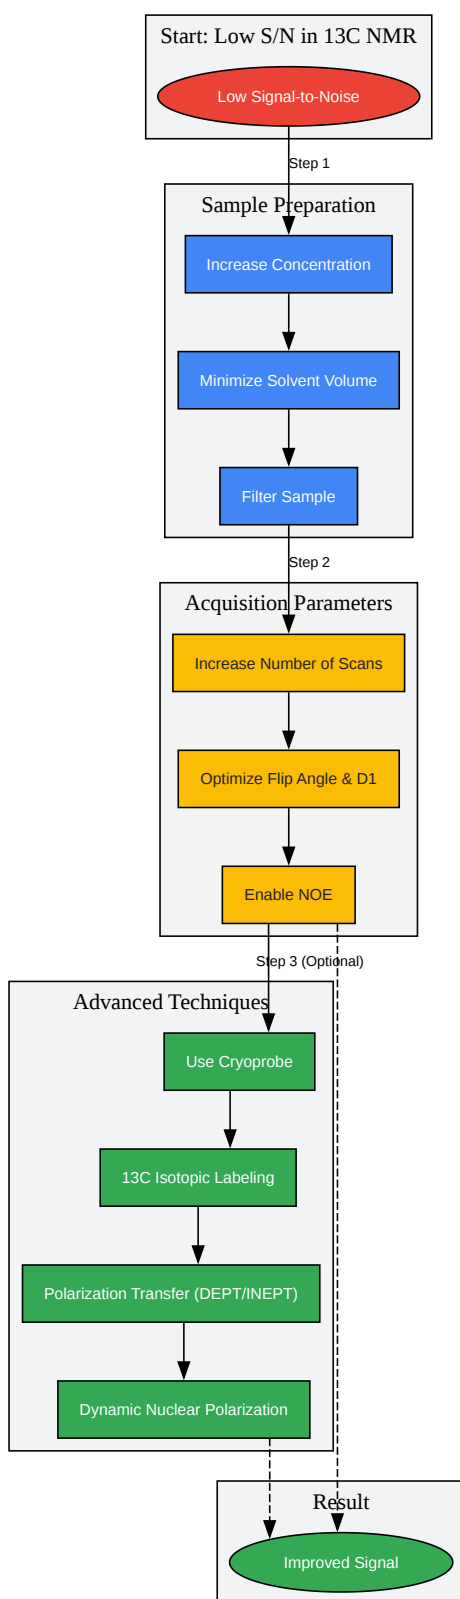 Start: Low S/N in 13C NMR
Low Signal-to-Noise
Step 1
Sample Preparation
Increase Concentration
Minimize Solvent Volume
Filter Sample
Step 2
Acquisition Parameters
Increase Number of Scans
Optimize Flip Angle & D1
Enable NOE
Step 3 (Optional)
Advanced Techniques
Use Cryoprobe
13C Isotopic Labeling
Polarization Transfer (DEPT/INEPT)
Dynamic Nuclear Polarization
Result
Improved Signal